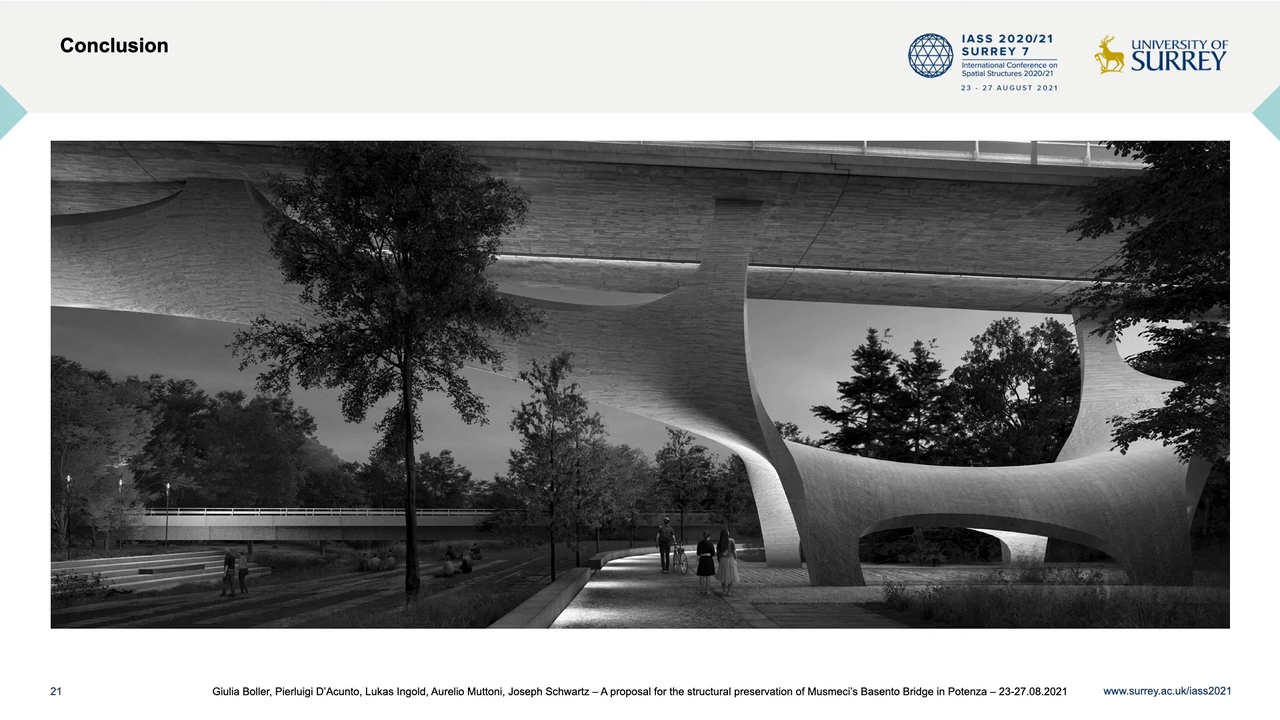 Conclusion
IASS 2020/21
SURREY 7
International Conference on
Spatial Structures 2020/21
23 - 27 AUGUST 2021
UNIVERSITY OF
SURREY
21
Giulia Boller, Pierluigi D'Acunto, Lukas Ingold, Aurelio Muttoni, Joseph Schwartz – A proposal for the structural preservation of Musmeci's Basento Bridge in Potenza – 23-27.08.2021
www.surrey.ac.uk/iass2021